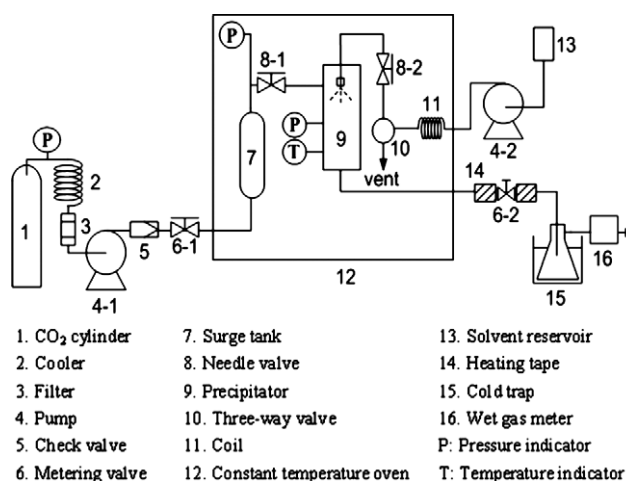 P
8-1
8-2
13
P
P
T
9
7
10
11
vent
4-2
14
6-2
2
3
1
5
6-1
4-1
12
15
16
1. CO₂ cylinder
2. Cooler
3. Filter
4. Pump
5. Check valve
6. Metering valve
7. Surge tank
8. Needle valve
9. Precipitator
10. Three-way valve
11. Coil
12. Constant temperature oven
13. Solvent reservoir
14. Heating tape
15. Cold trap
16. Wet gas meter
P: Pressure indicator
T: Temperature indicator